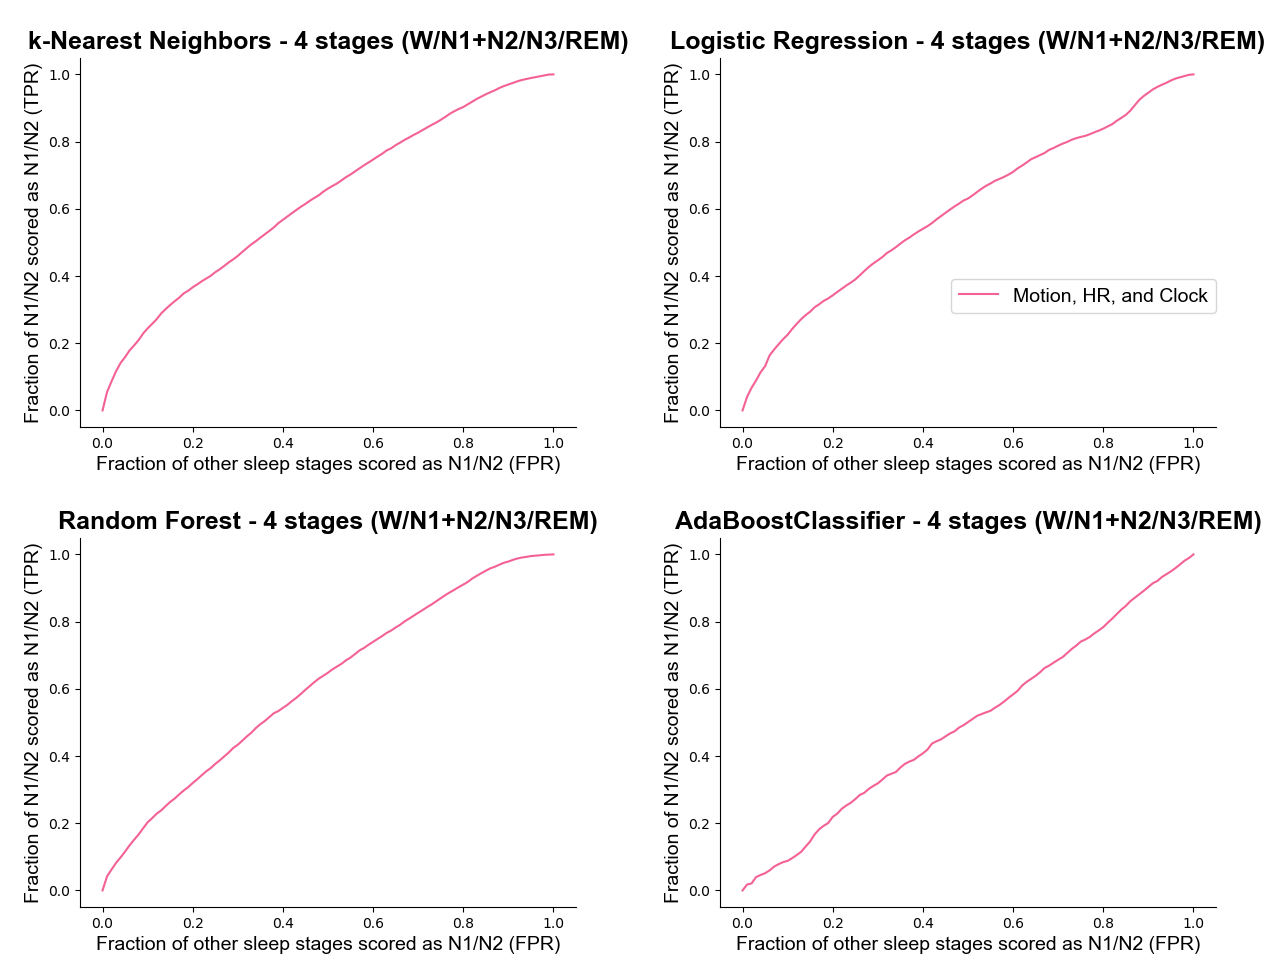 k-Nearest Neighbors - 4 stages (W/N1+N2/N3/REM)
Fraction of N1/N2 scored as N1/N2 (TPR)
1.0
0.8
0.6
0.4
0.2
0.0
0.0 0.2 0.4 0.6 0.8 1.0
Fraction of other sleep stages scored as N1/N2 (FPR)
Logistic Regression - 4 stages (W/N1+N2/N3/REM)
Fraction of N1/N2 scored as N1/N2 (TPR)
1.0
0.8
0.6
0.4
0.2
0.0
Motion, HR, and Clock
0.0 0.2 0.4 0.6 0.8 1.0
Fraction of other sleep stages scored as N1/N2 (FPR)
Random Forest - 4 stages (W/N1+N2/N3/REM)
Fraction of N1/N2 scored as N1/N2 (TPR)
1.0
0.8
0.6
0.4
0.2
0.0
0.0 0.2 0.4 0.6 0.8 1.0
Fraction of other sleep stages scored as N1/N2 (FPR)
AdaBoostClassifier - 4 stages (W/N1+N2/N3/REM)
Fraction of N1/N2 scored as N1/N2 (TPR)
1.0
0.8
0.6
0.4
0.2
0.0
0.0 0.2 0.4 0.6 0.8 1.0
Fraction of other sleep stages scored as N1/N2 (FPR)